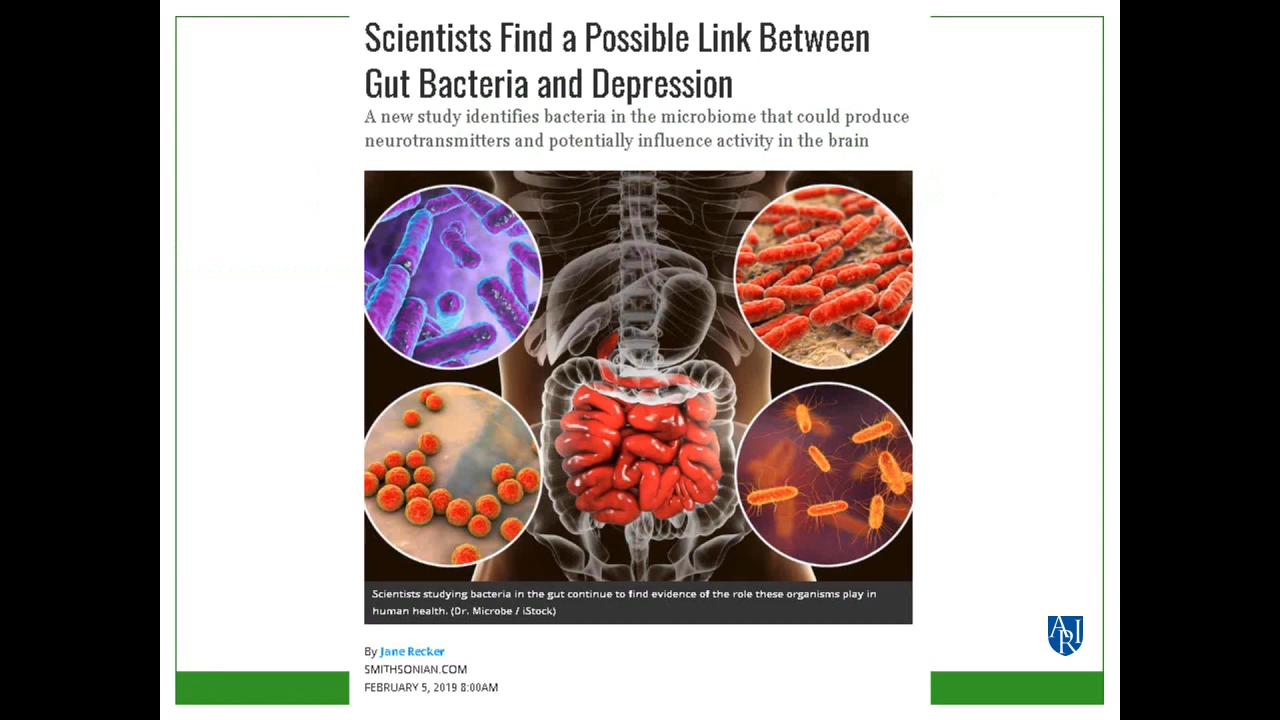 Scientists Find a Possible Link Between
Gut Bacteria and Depression
A new study identifies bacteria in the microbiome that could produce
neurotransmitters and potentially influence activity in the brain
Scientists studying bacteria in the gut continue to find evidence of the role these organisms play in
human health. (Dr. Microbe / iStock)
ARI
By Jane Recker
SMITHSONIAN.COM
FEBRUARY 5, 2019 8:00AM